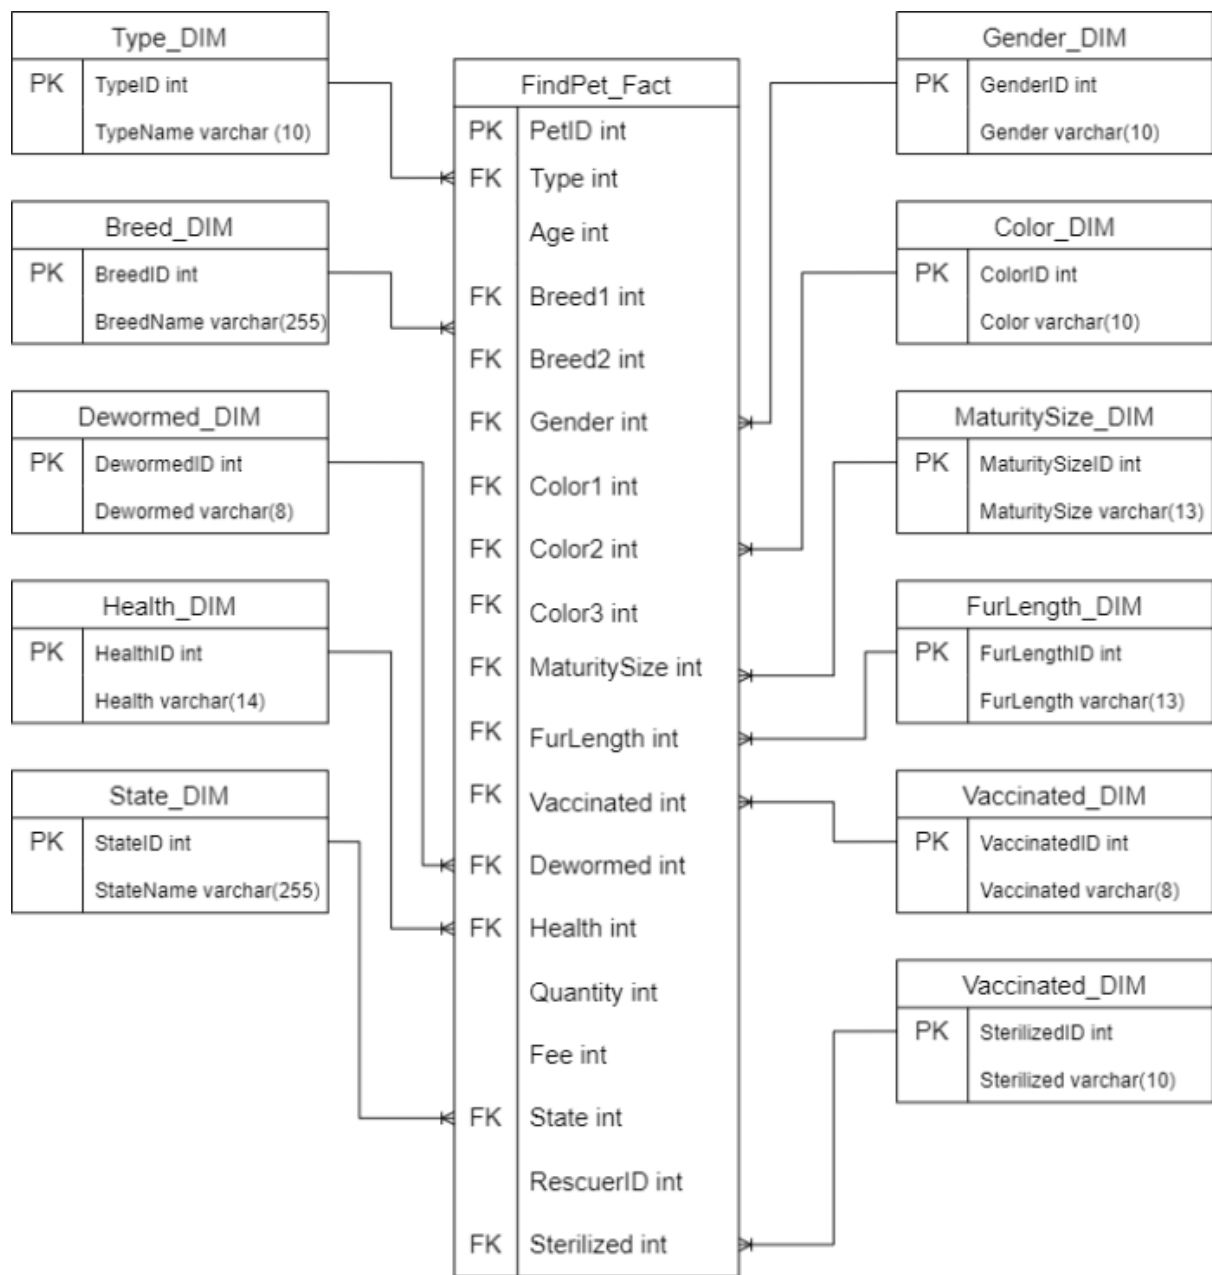 Type_DIM
PK TypeID int
TypeName varchar (10)
Breed_DIM
PK BreedID int
BreedName varchar(255)
Dewormed_DIM
PK DewormedID int
Dewormed varchar(8)
Health_DIM
PK HealthID int
Health varchar(14)
State_DIM
PK StateID int
StateName varchar(255)
FindPet_Fact
PK PetID int
FK Type int
Age int
FK Breed1 int
FK Breed2 int
FK Gender int
FK Color1 int
FK Color2 int
FK Color3 int
FK MaturitySize int
FK FurLength int
FK Vaccinated int
FK Dewormed int
FK Health int
Quantity int
Fee int
FK State int
RescuerID int
FK Sterilized int
Gender_DIM
PK GenderID int
Gender varchar(10)
Color_DIM
PK ColorID int
Color varchar(10)
MaturitySize_DIM
PK MaturitySizeID int
MaturitySize varchar(13)
FurLength_DIM
PK FurLengthID int
FurLength varchar(13)
Vaccinated_DIM
PK VaccinatedID int
Vaccinated varchar(8)
Vaccinated_DIM
PK SterilizedID int
Sterilized varchar(10)